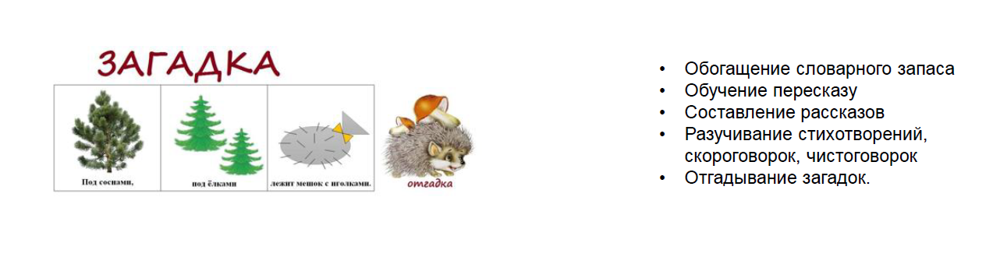 ЗАГАДКА
Под соснами,
под ёлками
лежит мешок с иголками.
отгадка
• Обогащение словарного запаса
• Обучение пересказу
• Составление рассказов
• Разучивание стихотворений,
скороговорок, чистоговорок
• Отгадывание загадок.